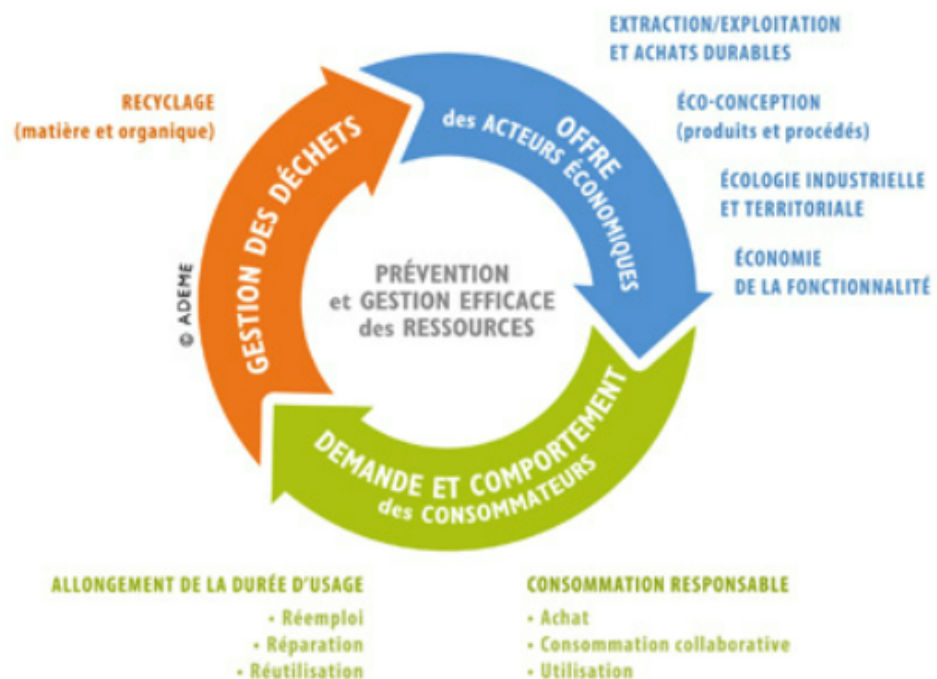 EXTRACTION/EXPLOITATION
ET ACHATS DURABLES
RECYCLAGE
(matière et organique)
ÉCO-CONCEPTION
(produits et procédés)
ÉCOLOGIE INDUSTRIELLE
ET TERRITORIALE
ÉCONOMIE
DE LA FONCTIONNALITÉ
OFFRE
des ACTEURS ÉCONOMIQUES
GESTION DES DÉCHETS
PRÉVENTION
et GESTION EFFICACE
des RESSOURCES
© ADEME
DEMANDE ET COMPORTEMENT
des CONSOMMATEURS
ALLONGEMENT DE LA DURÉE D'USAGE
• Réemploi
• Réparation
• Réutilisation
CONSOMMATION RESPONSABLE
• Achat
• Consommation collaborative
• Utilisation